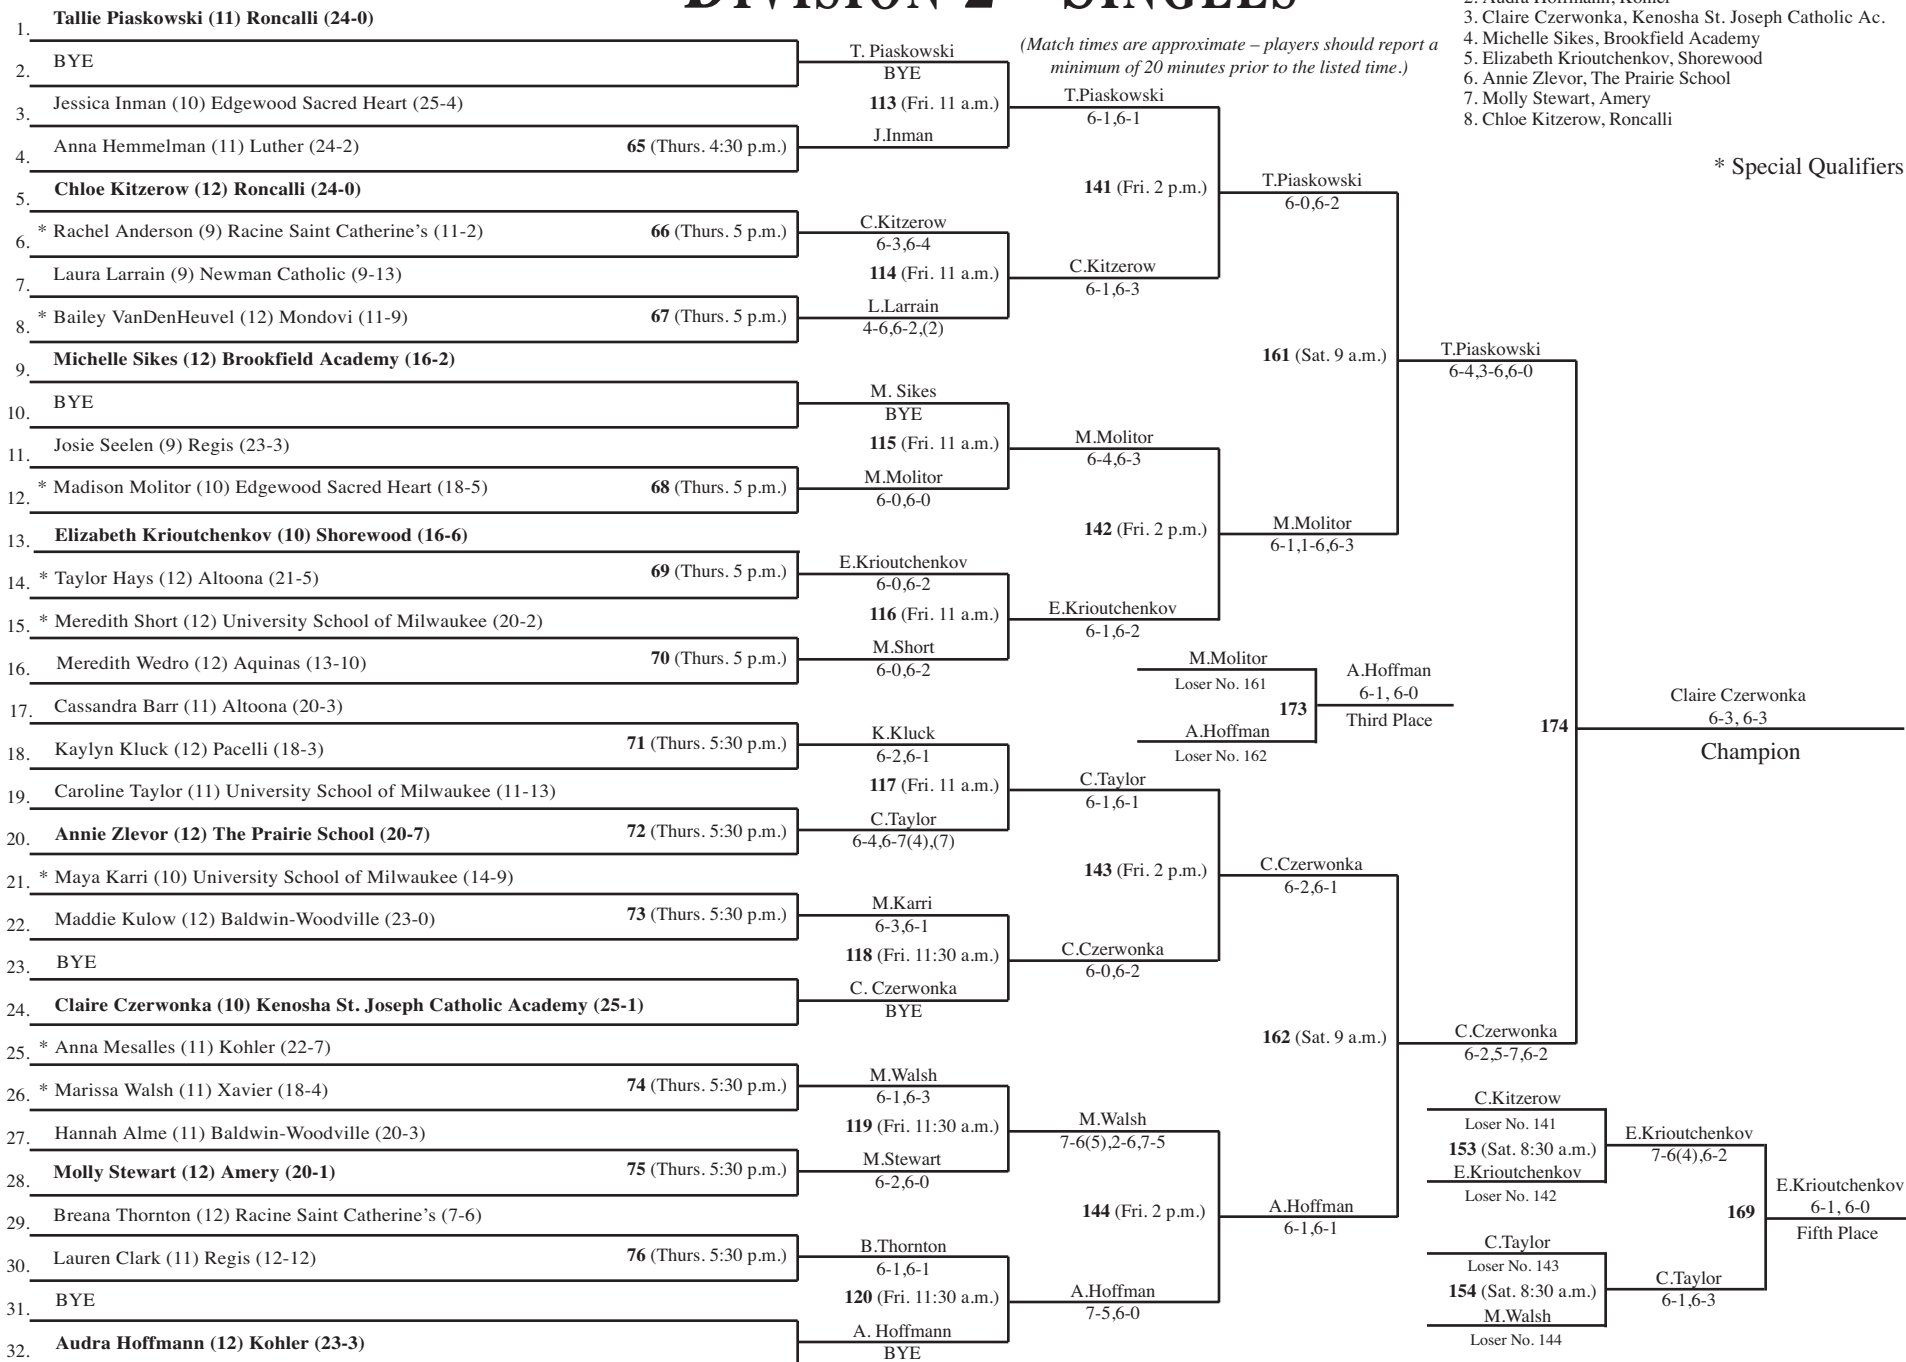 DIVISION 2 SINGLES
(Match times are approximate – players should report a
minimum of 20 minutes prior to the listed time.)
2. Audra Hoffmann, Kohler
3. Claire Czerwonka, Kenosha St. Joseph Catholic Ac.
4. Michelle Sikes, Brookfield Academy
5. Elizabeth Krioutchenkov, Shorewood
6. Annie Zlevor, The Prairie School
7. Molly Stewart, Amery
8. Chloe Kitzerow, Roncalli
* Special Qualifiers
1. Tallie Piaskowski (11) Roncalli (24-0)
2. BYE
3. Jessica Inman (10) Edgewood Sacred Heart (25-4)
4. Anna Hemmelman (11) Luther (24-2)
65 (Thurs. 4:30 p.m.)
5. Chloe Kitzerow (12) Roncalli (24-0)
6. * Rachel Anderson (9) Racine Saint Catherine's (11-2)
66 (Thurs. 5 p.m.)
7. Laura Larrain (9) Newman Catholic (9-13)
8. * Bailey VanDenHeuvel (12) Mondovi (11-9)
67 (Thurs. 5 p.m.)
9. Michelle Sikes (12) Brookfield Academy (16-2)
10. BYE
11. Josie Seelen (9) Regis (23-3)
12. * Madison Molitor (10) Edgewood Sacred Heart (18-5)
68 (Thurs. 5 p.m.)
13. Elizabeth Krioutchenkov (10) Shorewood (16-6)
14. * Taylor Hays (12) Altoona (21-5)
69 (Thurs. 5 p.m.)
15. * Meredith Short (12) University School of Milwaukee (20-2)
16. Meredith Wedro (12) Aquinas (13-10)
70 (Thurs. 5 p.m.)
17. Cassandra Barr (11) Altoona (20-3)
18. Kaylyn Kluck (12) Pacelli (18-3)
71 (Thurs. 5:30 p.m.)
19. Caroline Taylor (11) University School of Milwaukee (11-13)
20. Annie Zlevor (12) The Prairie School (20-7)
72 (Thurs. 5:30 p.m.)
21. * Maya Karri (10) University School of Milwaukee (14-9)
22. Maddie Kulow (12) Baldwin-Woodville (23-0)
73 (Thurs. 5:30 p.m.)
23. BYE
24. Claire Czerwonka (10) Kenosha St. Joseph Catholic Academy (25-1)
25. * Anna Mesalles (11) Kohler (22-7)
26. * Marissa Walsh (11) Xavier (18-4)
74 (Thurs. 5:30 p.m.)
27. Hannah Alme (11) Baldwin-Woodville (20-3)
28. Molly Stewart (12) Amery (20-1)
75 (Thurs. 5:30 p.m.)
29. Breana Thornton (12) Racine Saint Catherine's (7-6)
30. Lauren Clark (11) Regis (12-12)
76 (Thurs. 5:30 p.m.)
31. BYE
32. Audra Hoffmann (12) Kohler (23-3)
T. Piaskowski
BYE
113 (Fri. 11 a.m.)
J.Inman
C.Kitzerow
6-3,6-4
114 (Fri. 11 a.m.)
L.Larrain
4-6,6-2,(2)
M. Sikes
BYE
115 (Fri. 11 a.m.)
M.Molitor
6-0,6-0
E.Krioutchenkov
6-0,6-2
116 (Fri. 11 a.m.)
M.Short
6-0,6-2
K.Kluck
6-2,6-1
117 (Fri. 11 a.m.)
C.Taylor
6-4,6-7(4),(7)
M.Karri
6-3,6-1
118 (Fri. 11:30 a.m.)
C. Czerwonka
BYE
M.Walsh
6-1,6-3
119 (Fri. 11:30 a.m.)
M.Stewart
6-2,6-0
B.Thornton
6-1,6-1
120 (Fri. 11:30 a.m.)
A. Hoffmann
BYE
T.Piaskowski
6-1,6-1
141 (Fri. 2 p.m.)
C.Kitzerow
6-1,6-3
M.Molitor
6-4,6-3
142 (Fri. 2 p.m.)
E.Krioutchenkov
6-1,6-2
C.Taylor
6-1,6-1
143 (Fri. 2 p.m.)
C.Czerwonka
6-0,6-2
M.Walsh
7-6(5),2-6,7-5
144 (Fri. 2 p.m.)
A.Hoffman
7-5,6-0
T.Piaskowski
6-0,6-2
161 (Sat. 9 a.m.)
M.Molitor
6-1,1-6,6-3
C.Czerwonka
6-2,6-1
162 (Sat. 9 a.m.)
A.Hoffman
6-1,6-1
T.Piaskowski
6-4,3-6,6-0
174
C.Czerwonka
6-2,5-7,6-2
Claire Czerwonka
6-3, 6-3
Champion
M.Molitor
Loser No. 161
173
A.Hoffman
Loser No. 162
A.Hoffman
6-1, 6-0
Third Place
C.Kitzerow
Loser No. 141
153 (Sat. 8:30 a.m.)
E.Krioutchenkov
Loser No. 142
E.Krioutchenkov
7-6(4),6-2
169
C.Taylor
Loser No. 143
154 (Sat. 8:30 a.m.)
M.Walsh
Loser No. 144
C.Taylor
6-1,6-3
E.Krioutchenkov
6-1, 6-0
Fifth Place